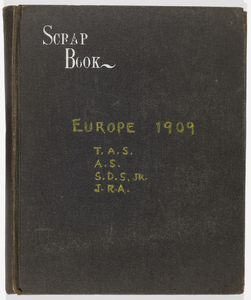 SCRAP
BOOK~
EUROPE 1909
T.A.S.
A.S.
S.D.S, JR.
J.R.A.